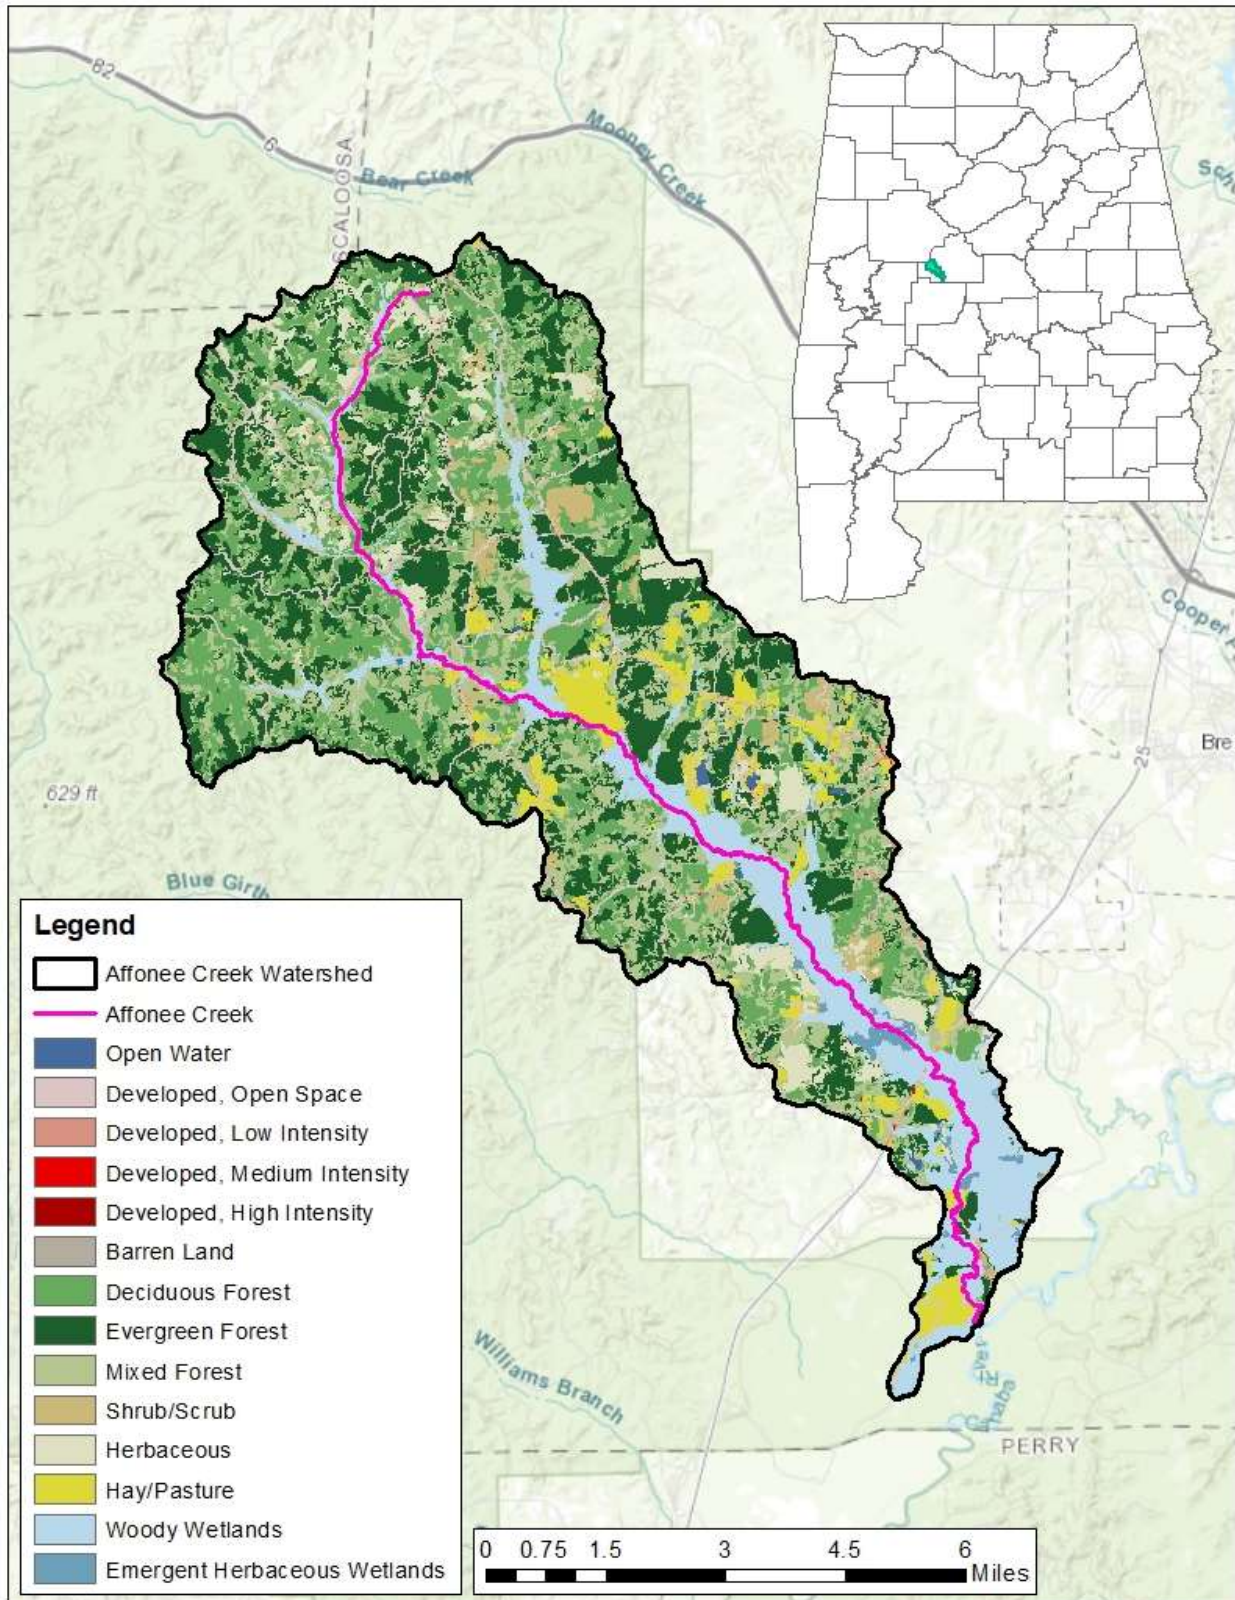 82
6
SCALOOSA
Bear Creek
Mooney Creek
Cooper
25
Bre
629 ft
Blue Girth
Legend
Affonee Creek Watershed
Affonee Creek
Open Water
Developed, Open Space
Developed, Low Intensity
Developed, Medium Intensity
Developed, High Intensity
Barren Land
Deciduous Forest
Evergreen Forest
Mixed Forest
Shrub/Scrub
Herbaceous
Hay/Pasture
Woody Wetlands
Emergent Herbaceous Wetlands
Williams Branch
haba River
PERRY
0 0.75 1.5 3 4.5 6
Miles